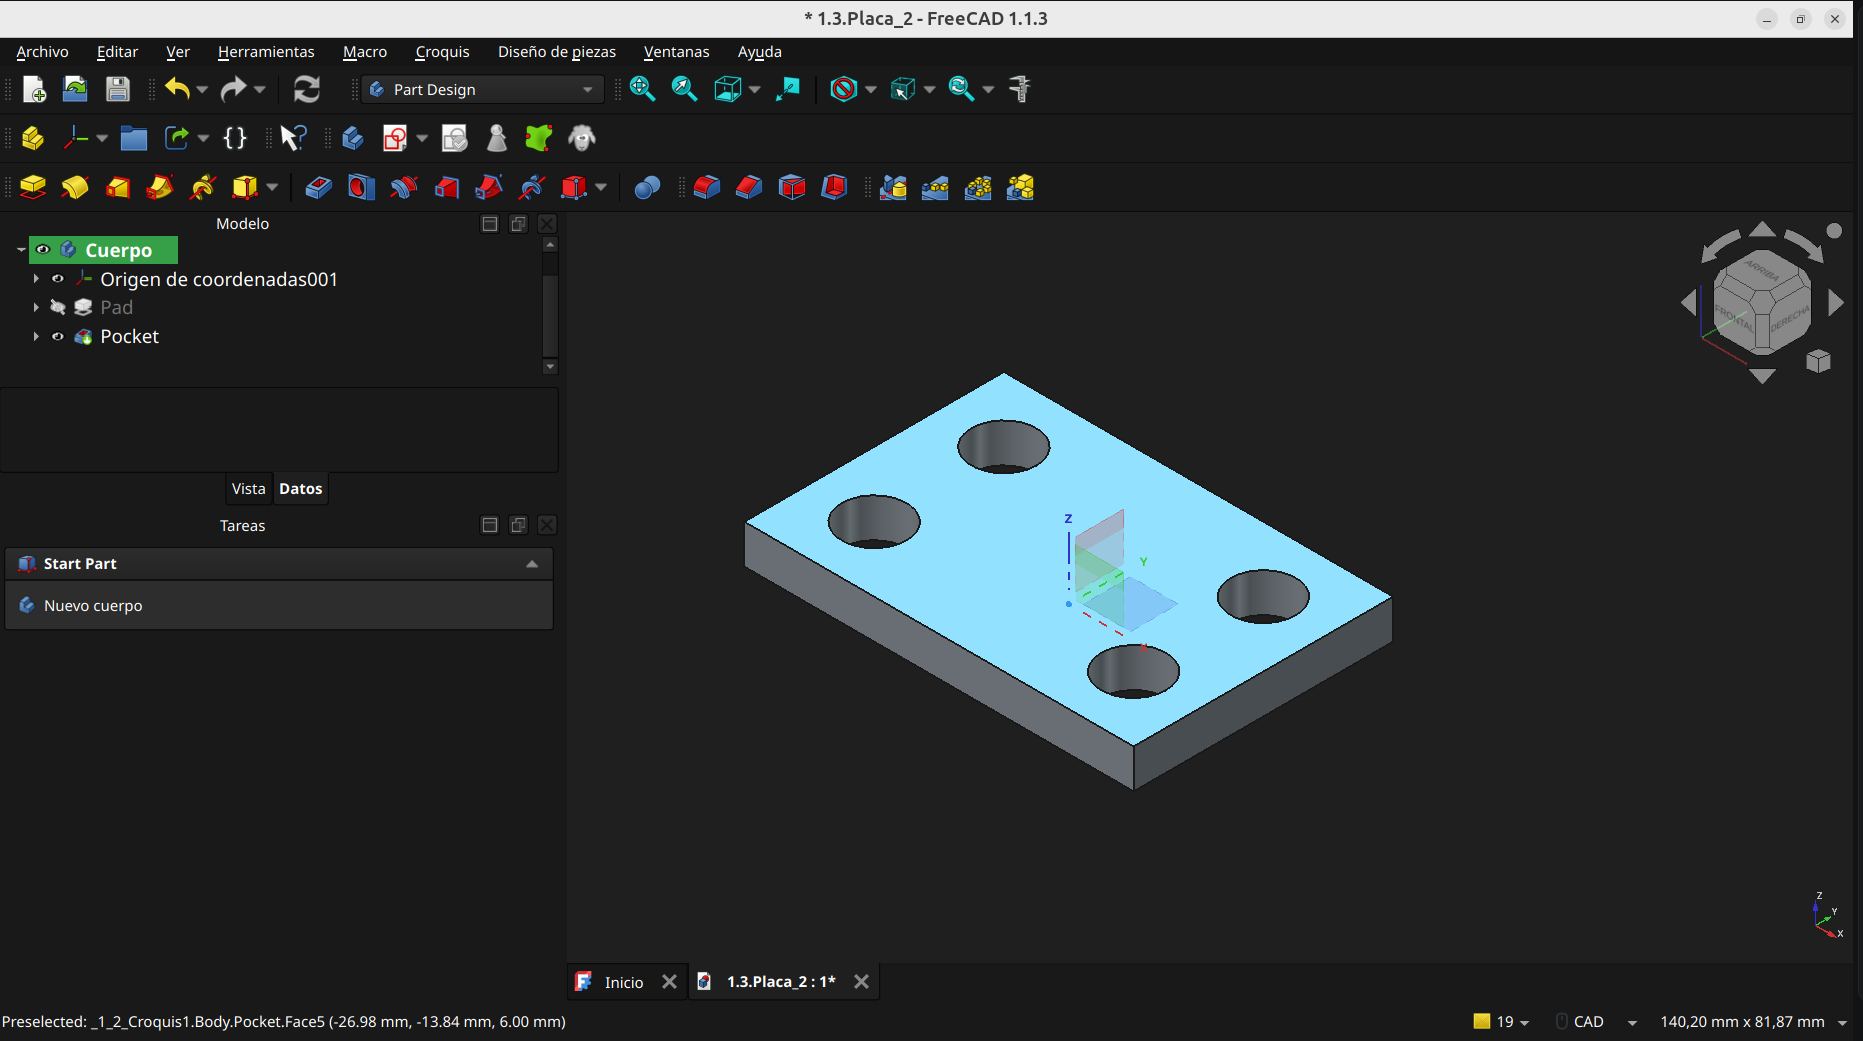 * 1.3.Placa_2 - FreeCAD 1.1.3
Archivo Editar Ver Herramientas Macro Croquis Diseño de piezas Ventanas Ayuda
Part Design
Modelo
Cuerpo
Origen de coordenadas001
Pad
Pocket
Vista Datos
Tareas
Start Part
Nuevo cuerpo
ARRIBA
FRONTAL
DERECHA
Z
Y
X
Z
Y
X
Inicio
1.3.Placa_2 : 1*
Preselected: _1_2_Croquis1.Body.Pocket.Face5 (-26.98 mm, -13.84 mm, 6.00 mm)
19
CAD
140,20 mm x 81,87 mm